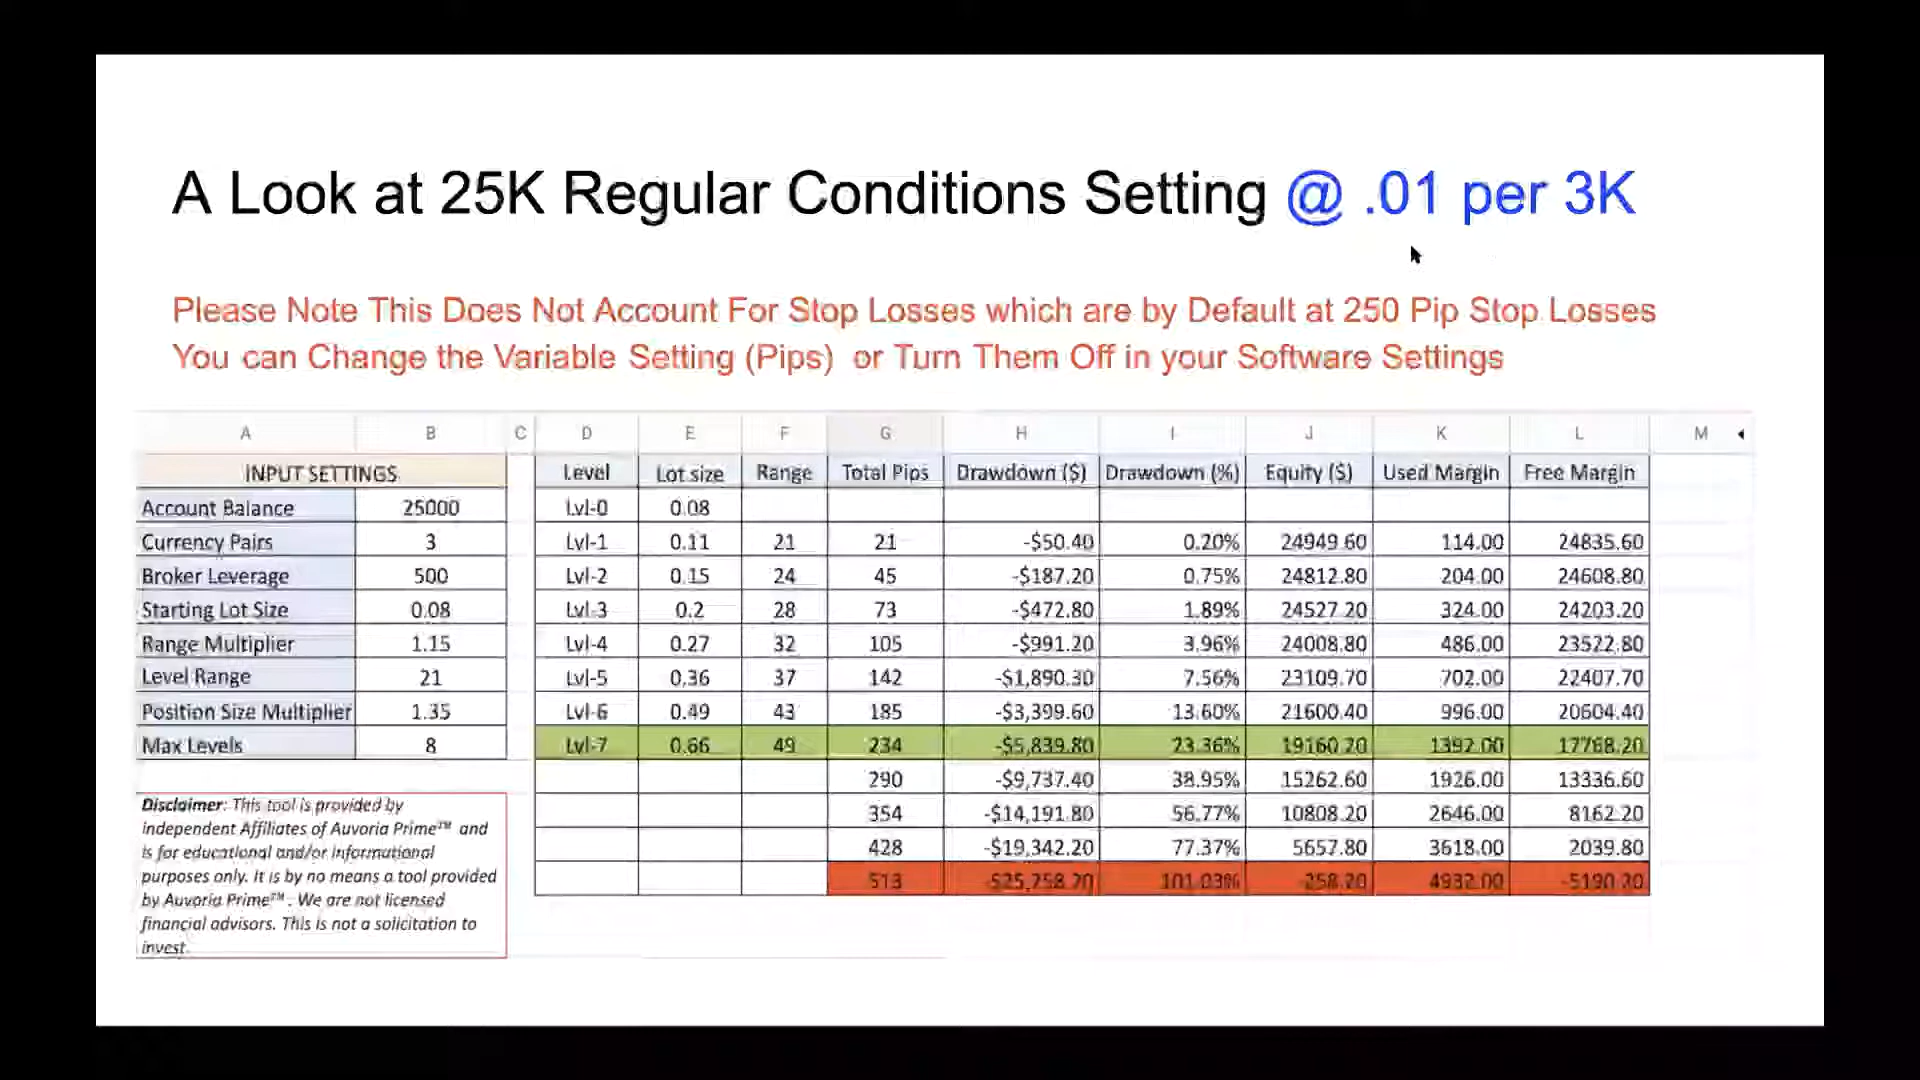 A Look at 25K Regular Conditions Setting @ .01 per 3K
Please Note This Does Not Account For Stop Losses which are by Default at 250 Pip Stop Losses
You can Change the Variable Setting (Pips) or Turn Them Off in your Software Settings
A B C D E F G H I J K L M
INPUT SETTINGS Level Lot size Range Total Pips Drawdown ($) Drawdown (%) Equity ($) Used Margin Free Margin
Account Balance 25000 Lvl-0 0.08
Currency Pairs 3 Lvl-1 0.11 21 21 -$50.40 0.20% 24949.60 114.00 24835.60
Broker Leverage 500 Lvl-2 0.15 24 45 -$187.20 0.75% 24812.80 204.00 24608.80
Starting Lot Size 0.08 Lvl-3 0.2 28 73 -$472.80 1.89% 24527.20 324.00 24203.20
Range Multiplier 1.15 Lvl-4 0.27 32 105 -$991.20 3.96% 24008.80 486.00 23522.80
Level Range 21 Lvl-5 0.36 37 142 -$1,890.30 7.56% 23109.70 702.00 22407.70
Position Size Multiplier 1.35 Lvl-6 0.49 43 185 -$3,399.60 13.60% 21600.40 996.00 20604.40
Max Levels 8 Lvl-7 0.66 49 234 -$5,839.80 23.36% 19160.20 1392.00 17768.20
290 -$9,737.40 38.95% 15262.60 1926.00 13336.60
354 -$14,191.80 56.77% 10808.20 2646.00 8162.20
428 -$19,342.20 77.37% 5657.80 3618.00 2039.80
513 -$25,758.20 101.03% -258.20 4932.00 -5190.20
Disclaimer: This tool is provided by
independent Affiliates of Auvoria Prime™ and
is for educational and/or informational
purposes only. It is by no means a tool provided
by Auvoria Prime™. We are not licensed
financial advisors. This is not a solicitation to
invest.